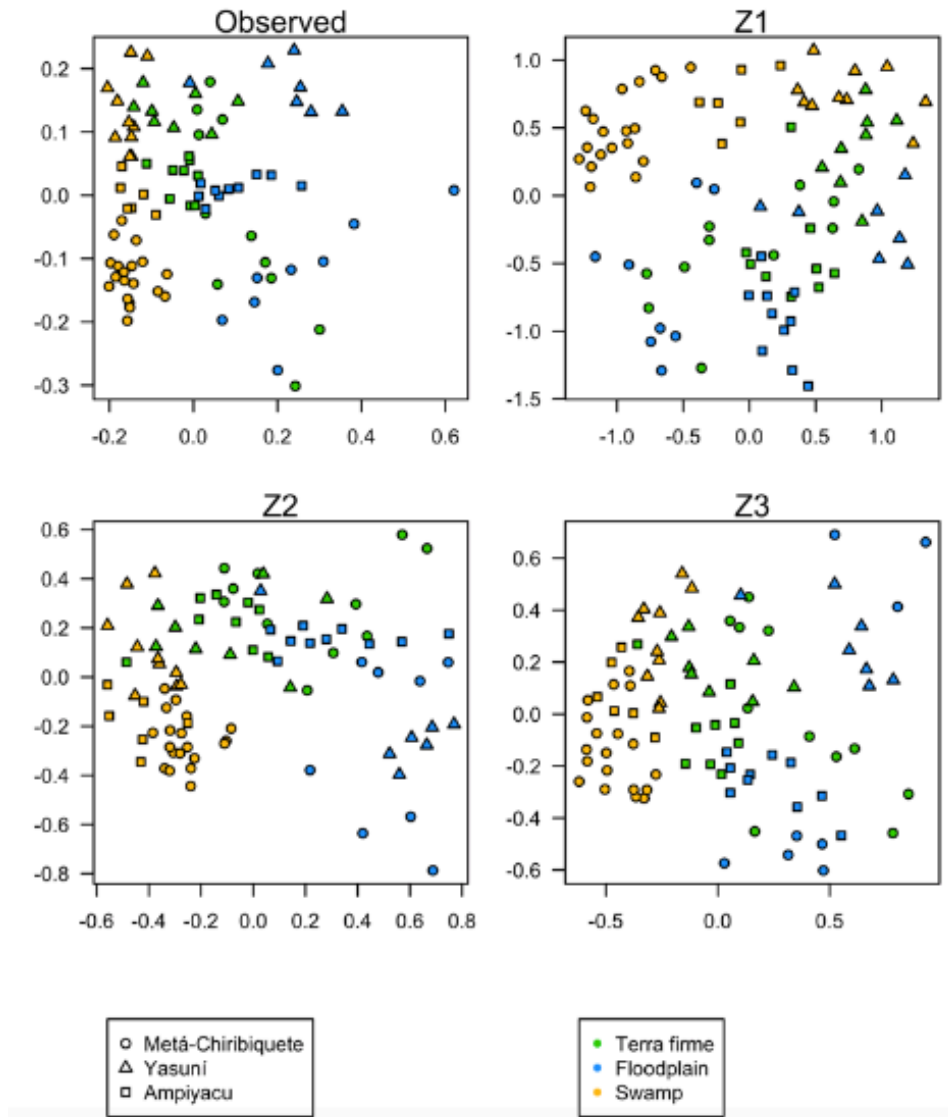 Observed
0.2
0.1
0.0
-0.1
-0.2
-0.3
-0.2 0.0 0.2 0.4 0.6
Z1
1.0
0.5
0.0
-0.5
-1.0
-1.5
-1.0 -0.5 0.0 0.5 1.0
Z2
0.6
0.4
0.2
0.0
-0.2
-0.4
-0.6
-0.8
-0.6 -0.4 -0.2 0.0 0.2 0.4 0.6 0.8
Z3
0.6
0.4
0.2
0.0
-0.2
-0.4
-0.6
-0.5 0.0 0.5
Metá-Chiribiquete
Yasuní
Ampiyacu
Terra firme
Floodplain
Swamp